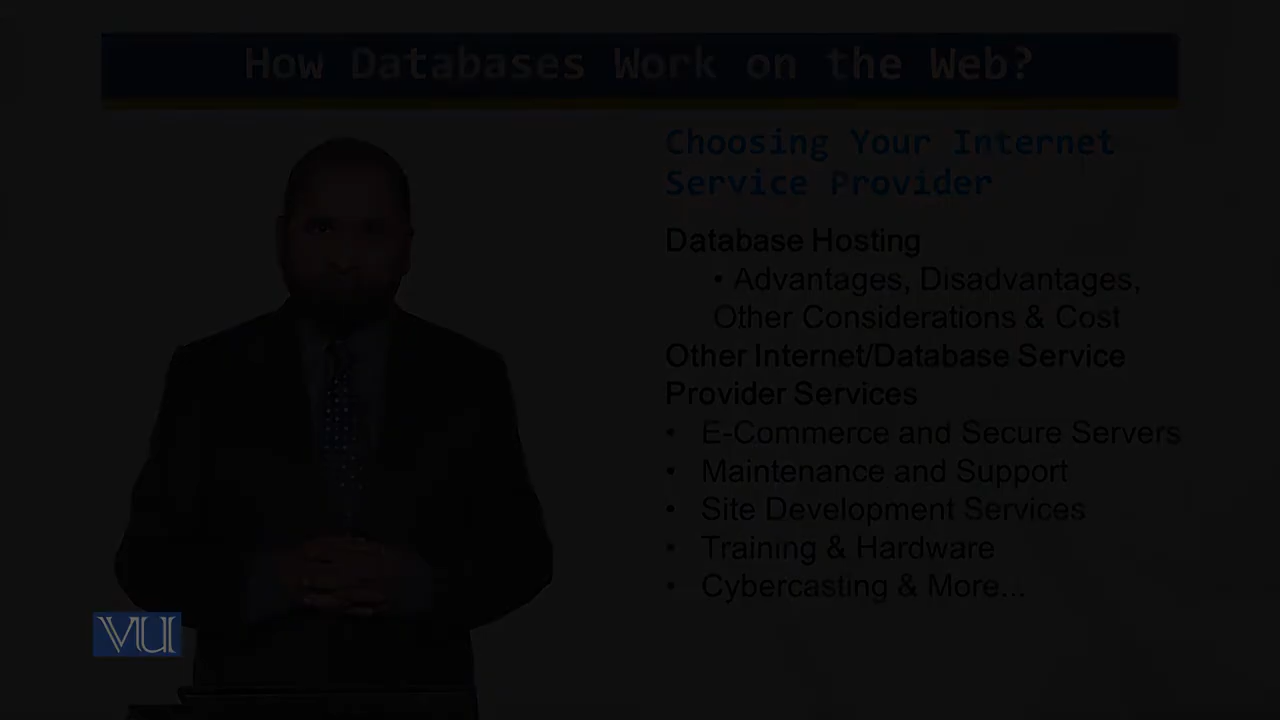 How Databases Work on the Web?
Choosing Your Internet
Service Provider
Database Hosting
• Advantages, Disadvantages,
Other Considerations & Cost
Other Internet/Database Service
Provider Services
• E-Commerce and Secure Servers
• Maintenance and Support
• Site Development Services
• Training & Hardware
• Cybercasting & More...
VU